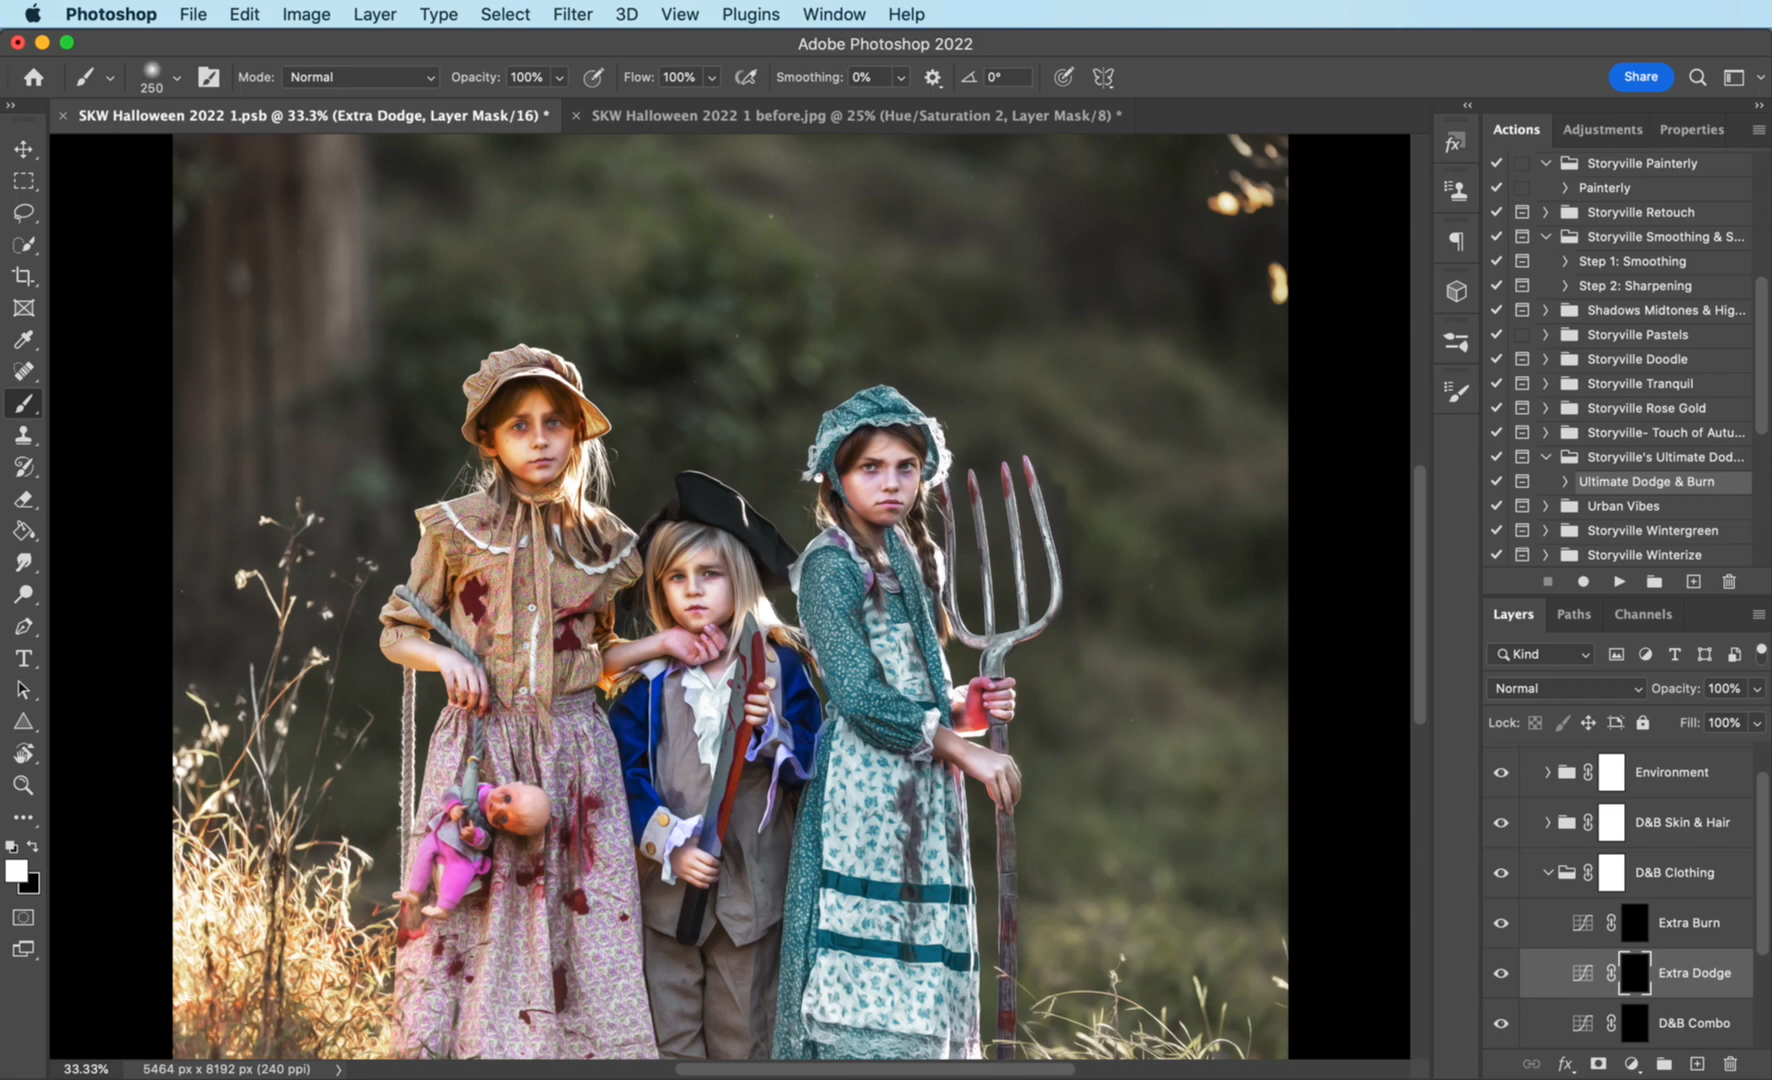 Photoshop File Edit Image Layer Type Select Filter 3D View Plugins Window Help
Adobe Photoshop 2022
250 Mode: Normal Opacity: 100% Flow: 100% Smoothing: 0% 0° Share
SKW Halloween 2022 1.psb @ 33.3% (Extra Dodge, Layer Mask/16) *
SKW Halloween 2022 1 before.jpg @ 25% (Hue/Saturation 2, Layer Mask/8) *
Actions Adjustments Properties
Storyville Painterly
Painterly
Storyville Retouch
Storyville Smoothing & S...
Step 1: Smoothing
Step 2: Sharpening
Shadows Midtones & Hig...
Storyville Pastels
Storyville Doodle
Storyville Tranquil
Storyville Rose Gold
Storyville- Touch of Autu...
Storyville's Ultimate Dod...
Ultimate Dodge & Burn
Urban Vibes
Storyville Wintergreen
Storyville Winterize
Layers Paths Channels
Kind
Normal Opacity: 100%
Lock: Fill: 100%
Environment
D&B Skin & Hair
D&B Clothing
Extra Burn
Extra Dodge
D&B Combo
33.33% 5464 px x 8192 px (240 ppi)